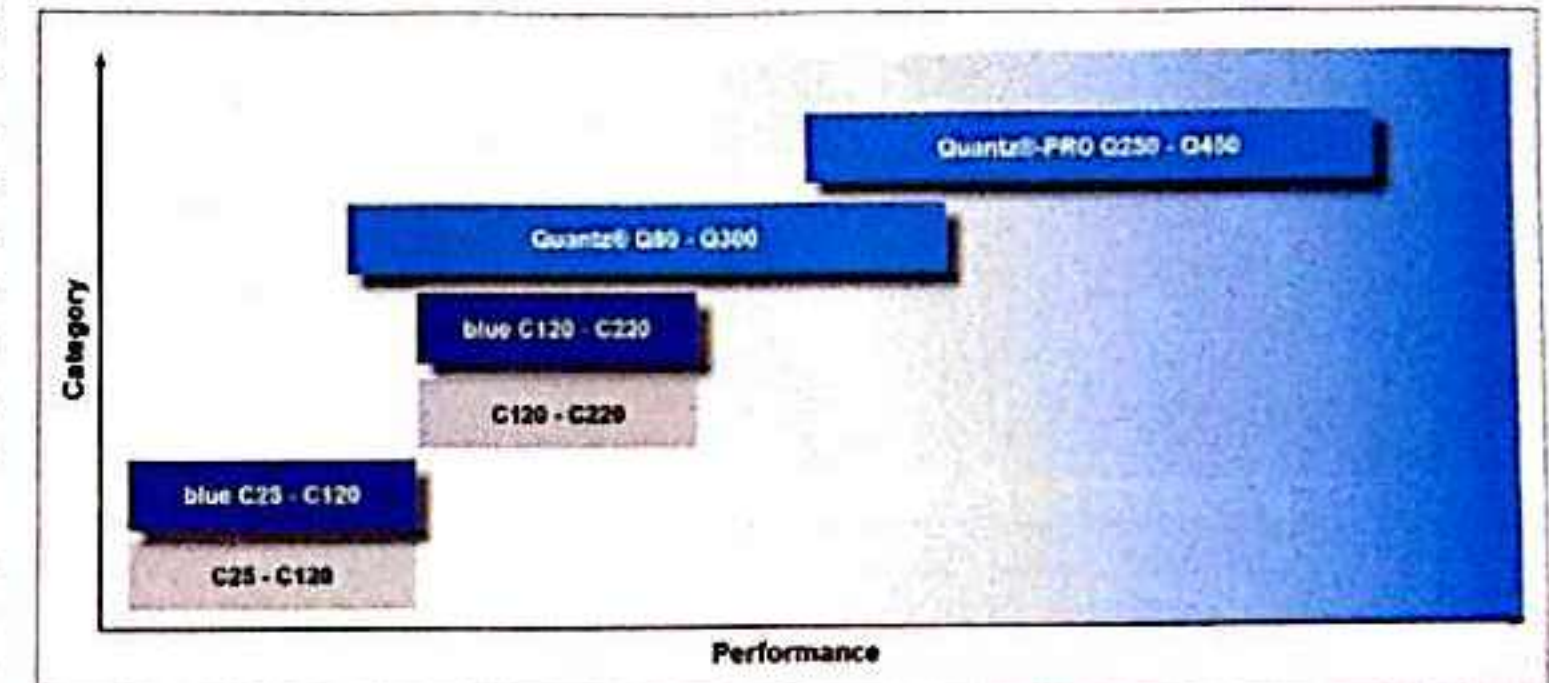 Quantz®-PRO Q250 - Q450
Quantz® Q80 - Q300
blue C120 - C220
C120 - C220
blue C25 - C120
C25 - C120
Category
Performance